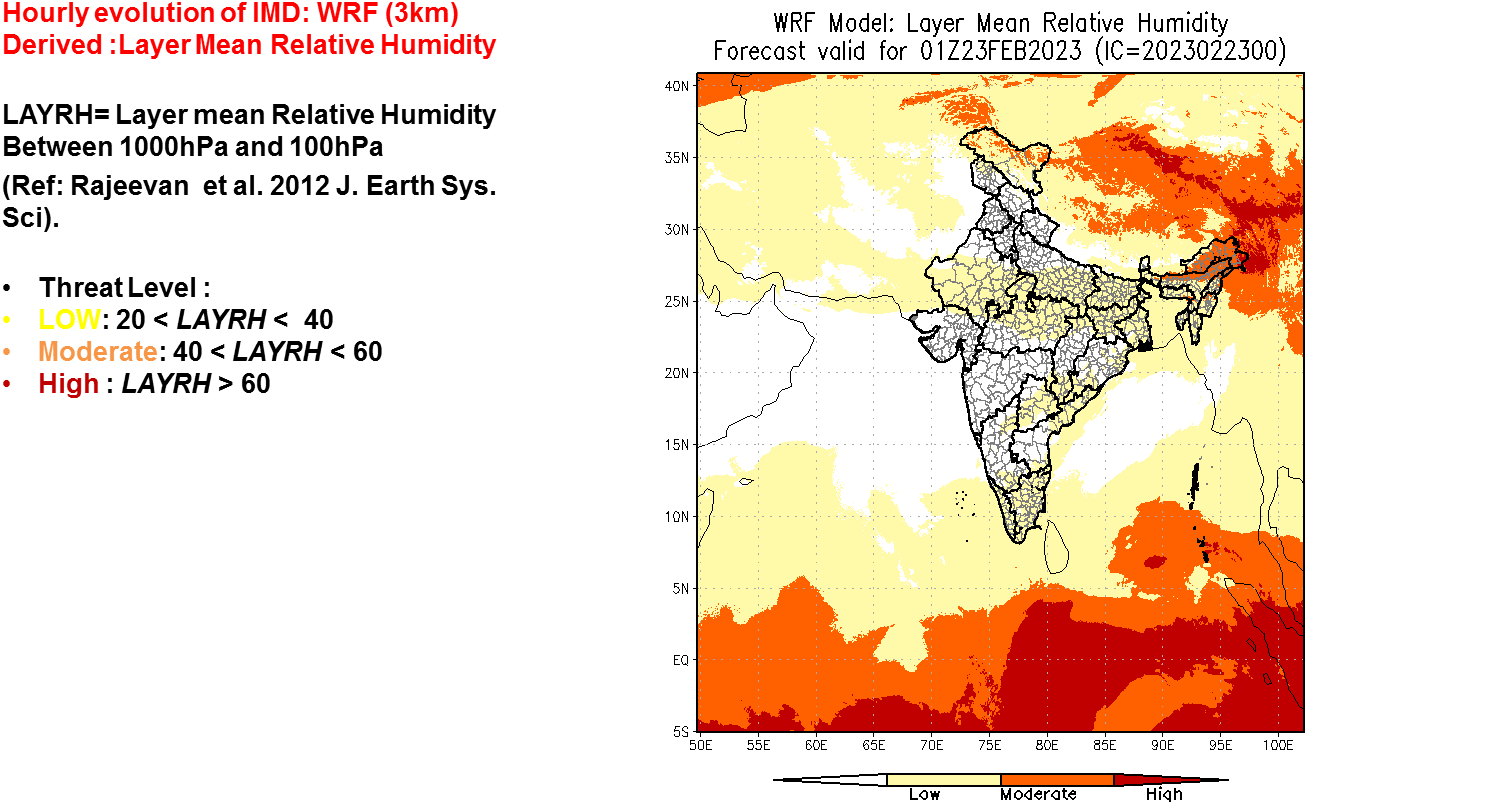 Hourly evolution of IMD: WRF (3km)
Derived :Layer Mean Relative Humidity
LAYRH= Layer mean Relative Humidity
Between 1000hPa and 100hPa
(Ref: Rajeevan et al. 2012 J. Earth Sys.
Sci).
• Threat Level :
• LOW: 20 < LAYRH < 40
• Moderate: 40 < LAYRH < 60
• High : LAYRH > 60
WRF Model: Layer Mean Relative Humidity
Forecast valid for 01Z23FEB2023 (IC=2023022300)
40N
35N
30N
25N
20N
15N
10N
5N
EQ
5S
50E 55E 60E 65E 70E 75E 80E 85E 90E 95E 100E
Low Moderate High